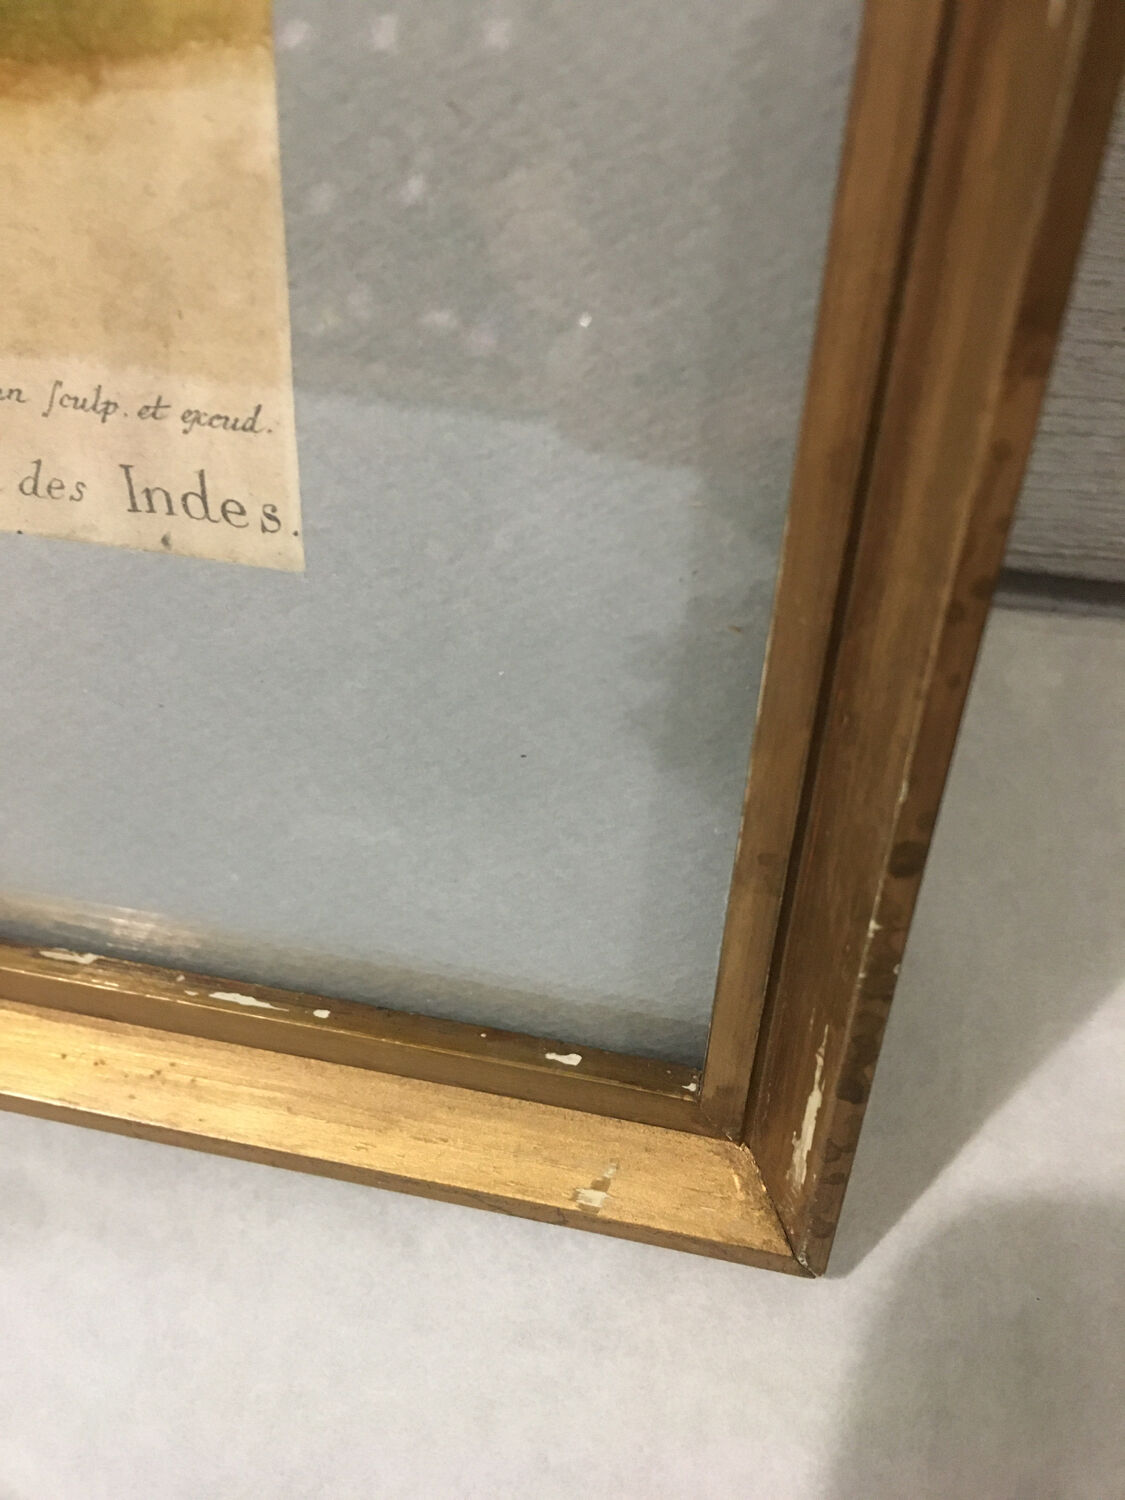 ſculp. et excud.
des Indes.